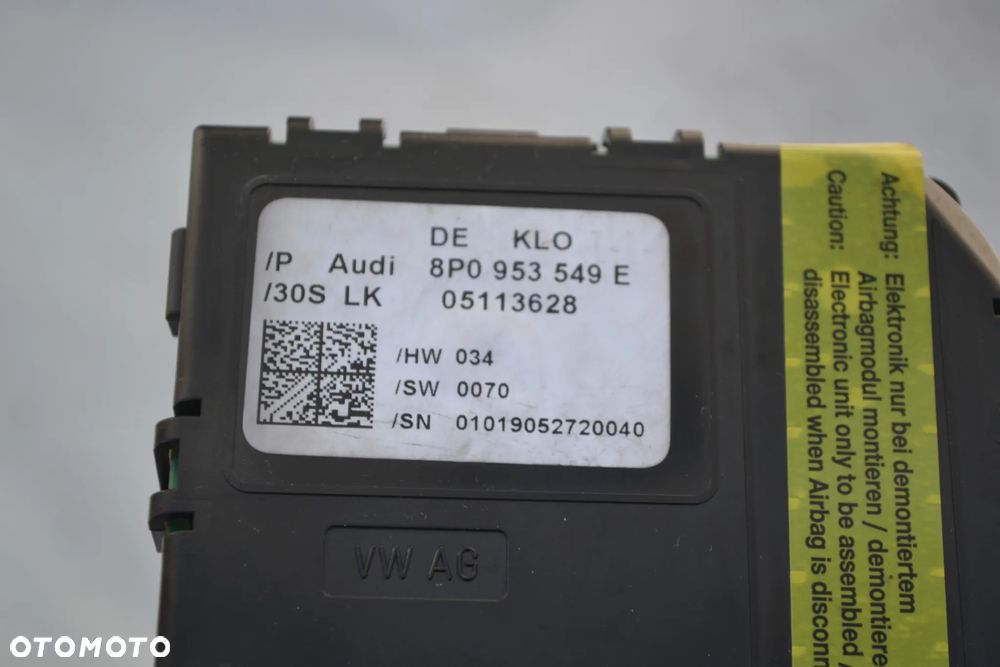 DE KLO
/P Audi 8P0 953 549 E
/30S LK 05113628
/HW 034
/SW 0070
/SN 01019052720040
VW AG
Achtung: Elektronik nur bei demontiertem
Airbagmodul montieren / demontiere
Caution: Electronic unit only to be assembled /
disassembled when Airbag is disconn
OTOMOTO